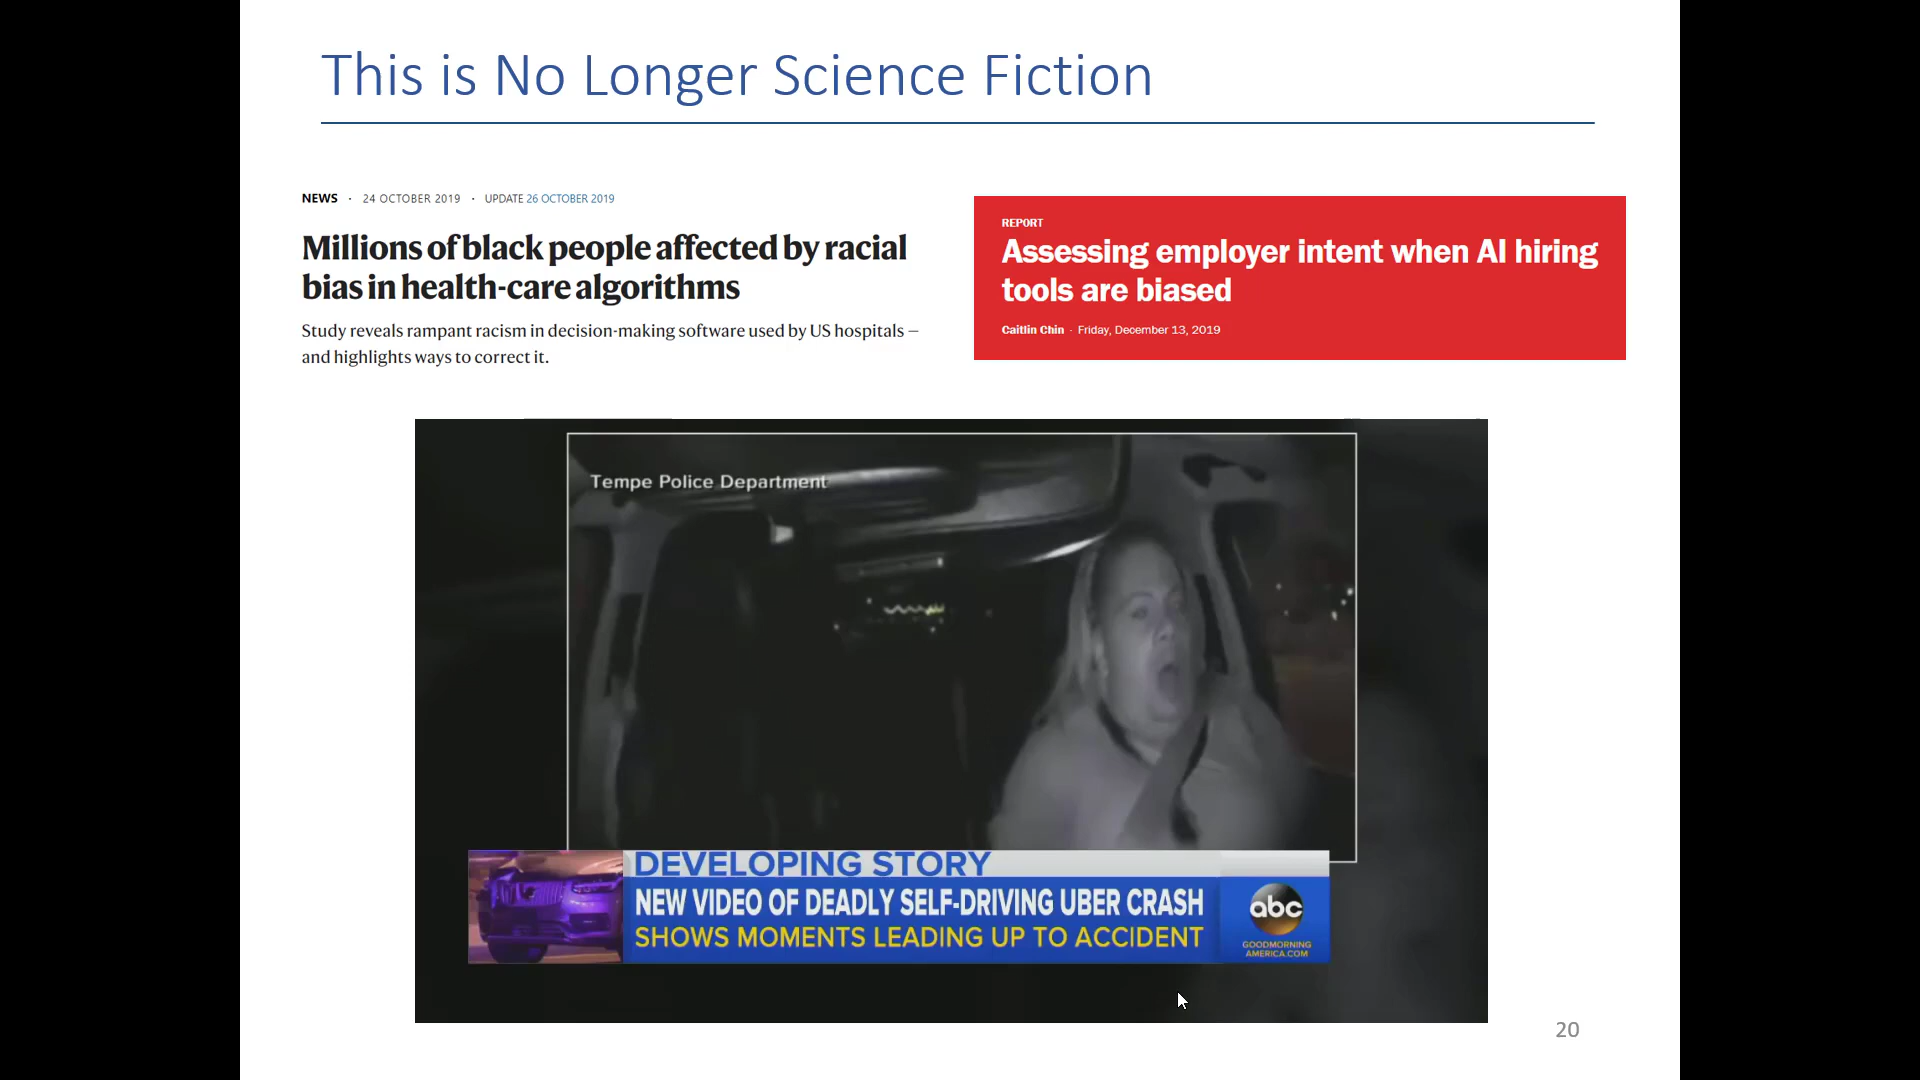 This is No Longer Science Fiction
NEWS · 24 OCTOBER 2019 · UPDATE 26 OCTOBER 2019
Millions of black people affected by racial
bias in health-care algorithms
Study reveals rampant racism in decision-making software used by US hospitals —
and highlights ways to correct it.
REPORT
Assessing employer intent when AI hiring
tools are biased
Caitlin Chin · Friday, December 13, 2019
Tempe Police Department
DEVELOPING STORY
NEW VIDEO OF DEADLY SELF-DRIVING UBER CRASH
SHOWS MOMENTS LEADING UP TO ACCIDENT
abc
GOODMORNING
AMERICA.COM
20